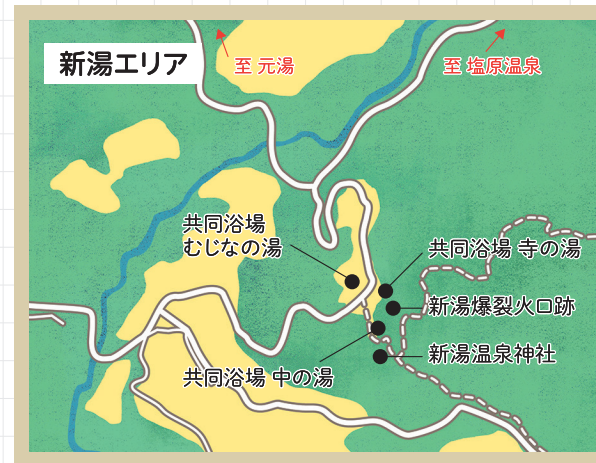 新湯エリア
至 元湯
至 塩原温泉
共同浴場
むじなの湯
共同浴場 寺の湯
新湯爆裂火口跡
新湯温泉神社
共同浴場 中の湯